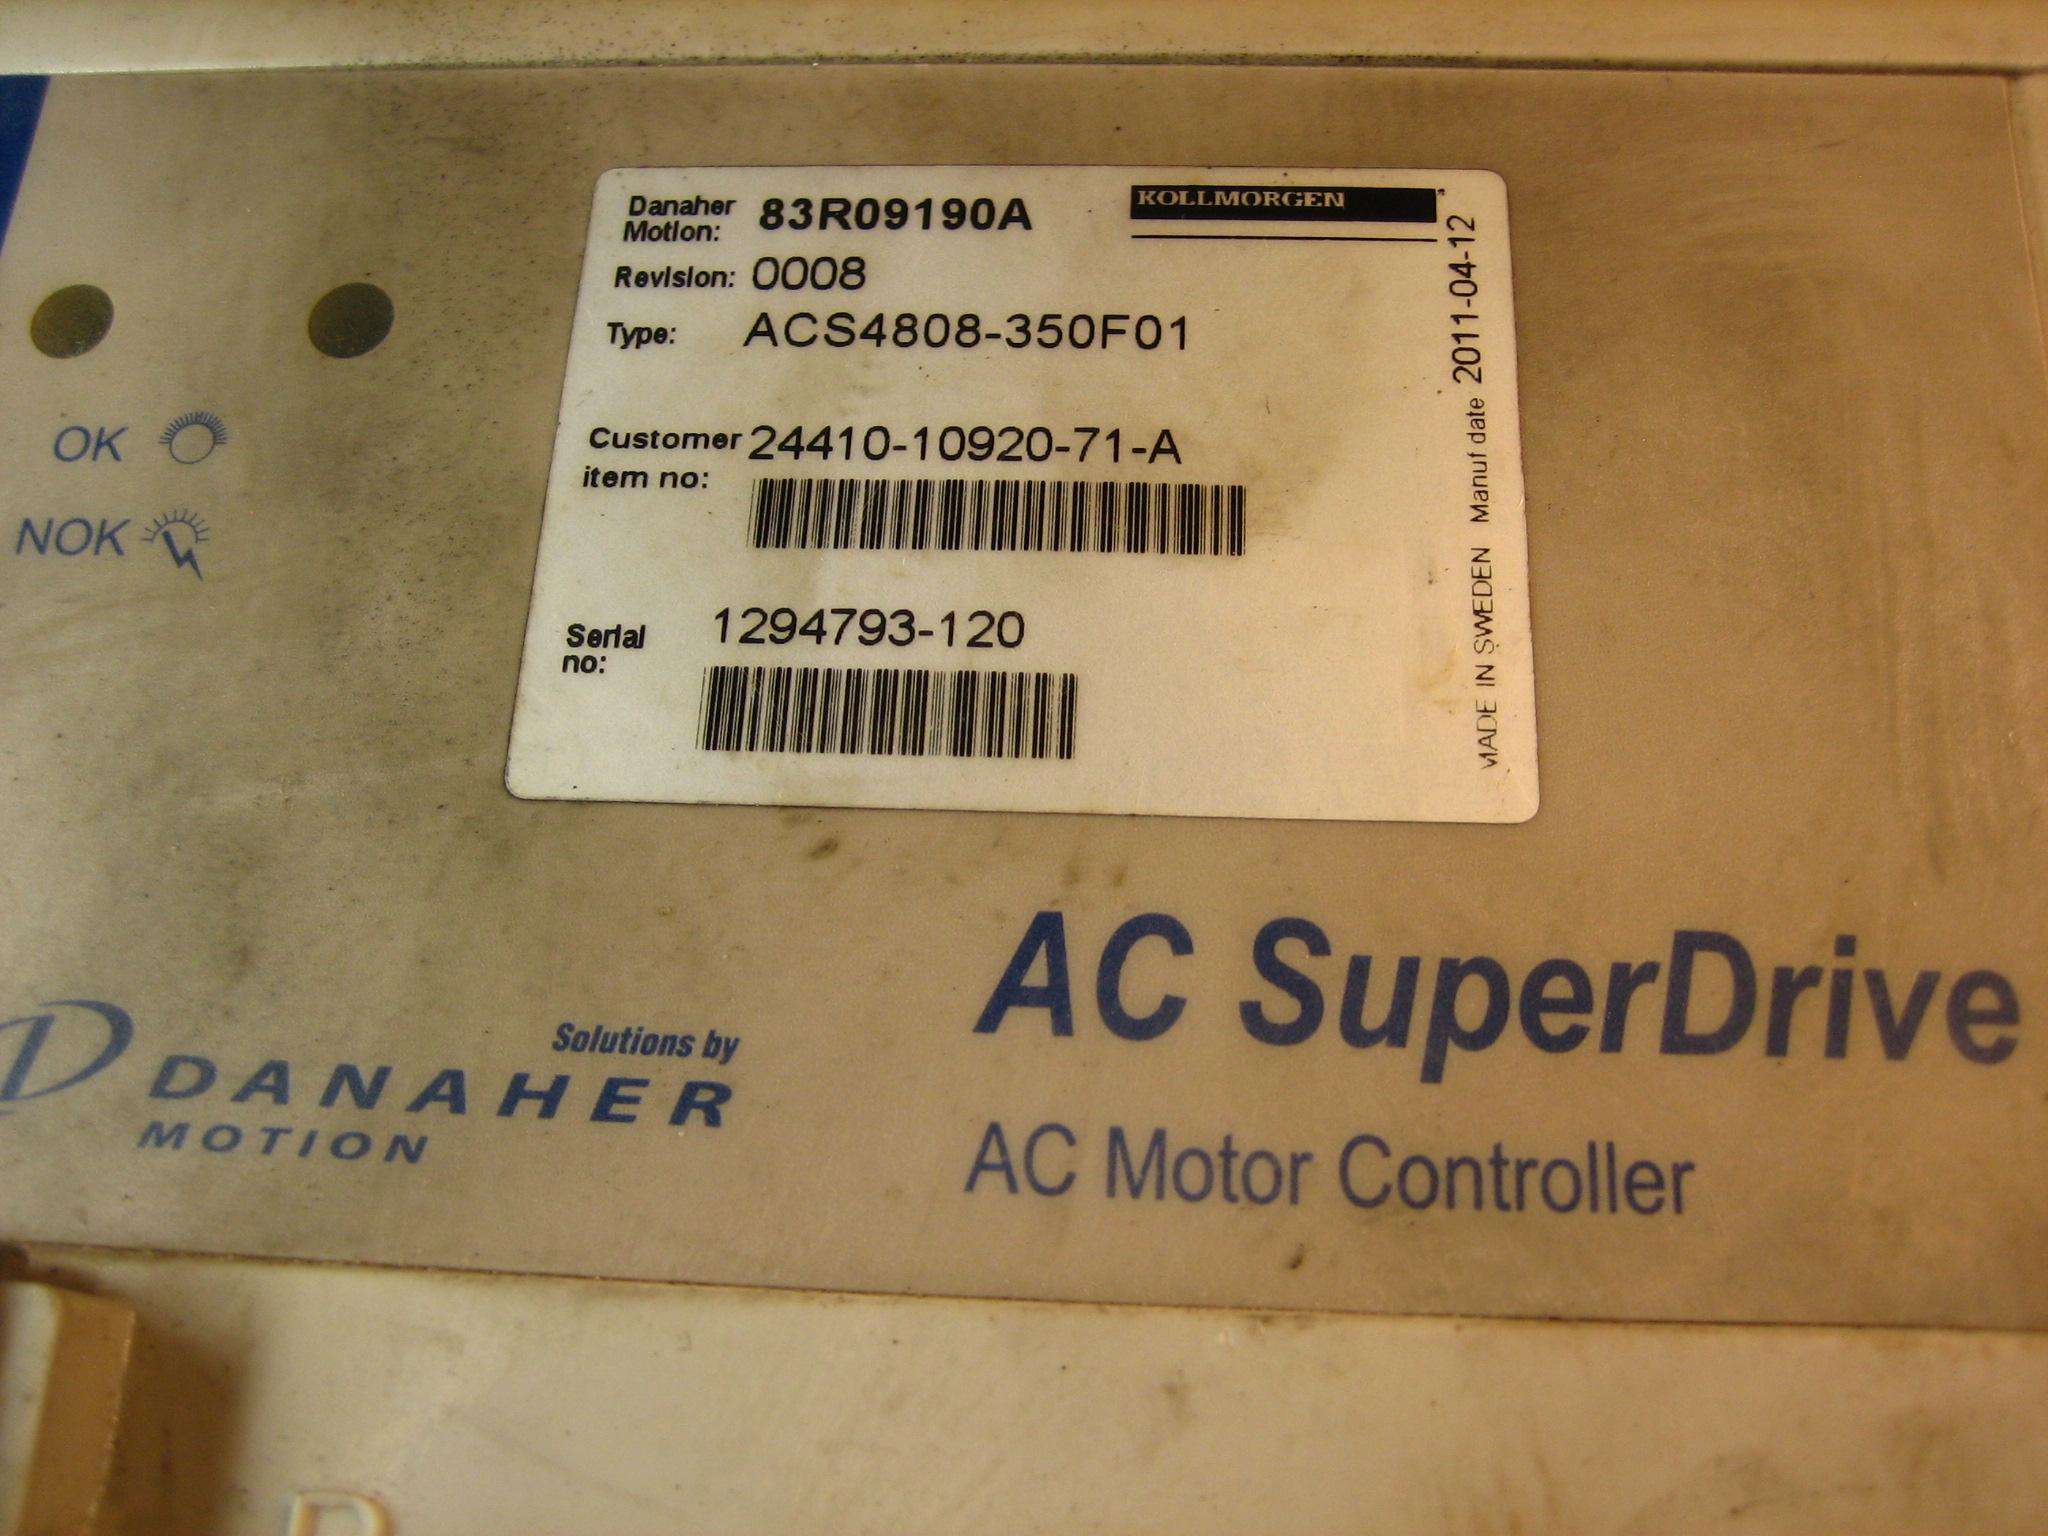 Danaher Motion: 83R09190A
KOLLMORGEN
Revision: 0008
Type: ACS4808-350F01
Customer item no: 24410-10920-71-A
Serial no: 1294793-120
MADE IN SWEDEN Manuf date 2011-04-12
OK
NOK
Solutions by
DANAHER
MOTION
AC SuperDrive
AC Motor Controller